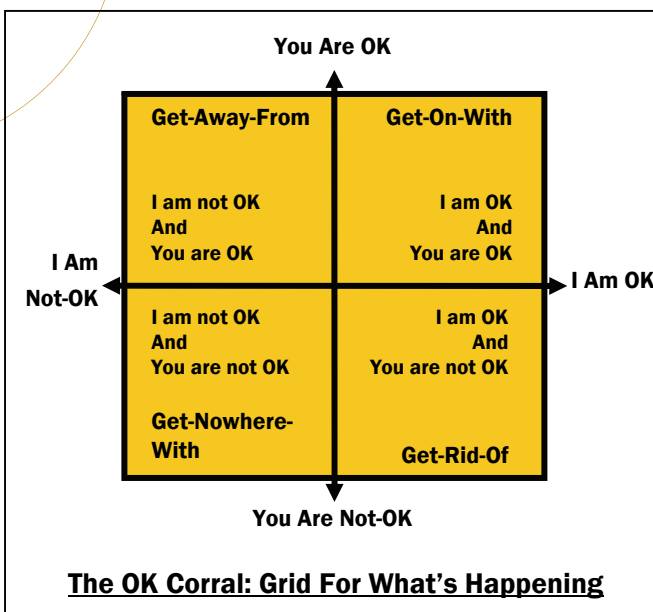 You Are OK
Get-Away-From
Get-On-With
I am not OK
And
You are OK
I am OK
And
You are OK
I Am
Not-OK
I Am OK
I am not OK
And
You are not OK
I am OK
And
You are not OK
Get-Nowhere-
With
Get-Rid-Of
You Are Not-OK
The OK Corral: Grid For What's Happening